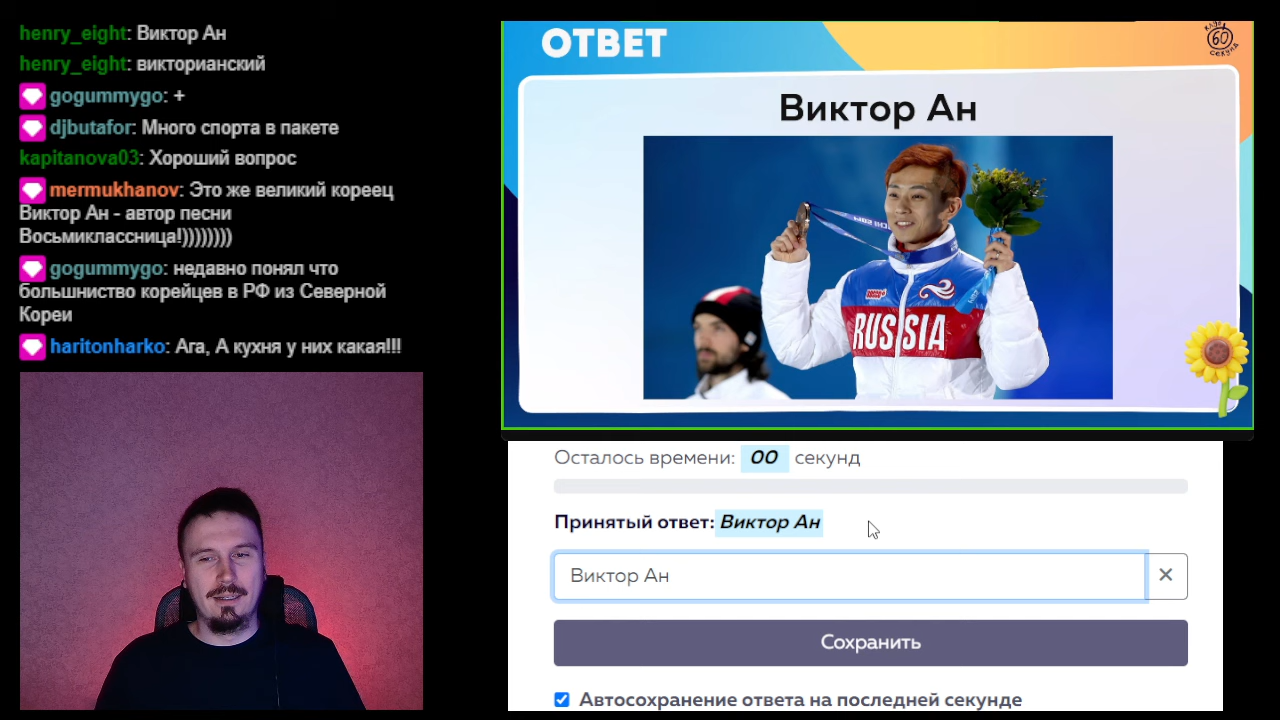 henry_eight: Виктор Ан
henry_eight: викторианский
gogummygo: +
djbutafor: Много спорта в пакете
kapitanova03: Хороший вопрос
mermukhanov: Это же великий кореец
Виктор Ан - автор песни
Восьмиклассница!))))))))
gogummygo: недавно понял что
большниство корейцев в РФ из Северной
Кореи
haritonharko: Ага, А кухня у них какая!!!
ОТВЕТ
60
СЕКУНД
Виктор Ан
RUSSIA
Осталось времени: 00 секунд
Принятый ответ: Виктор Ан
Виктор Ан
Сохранить
Автосохранение ответа на последней секунде